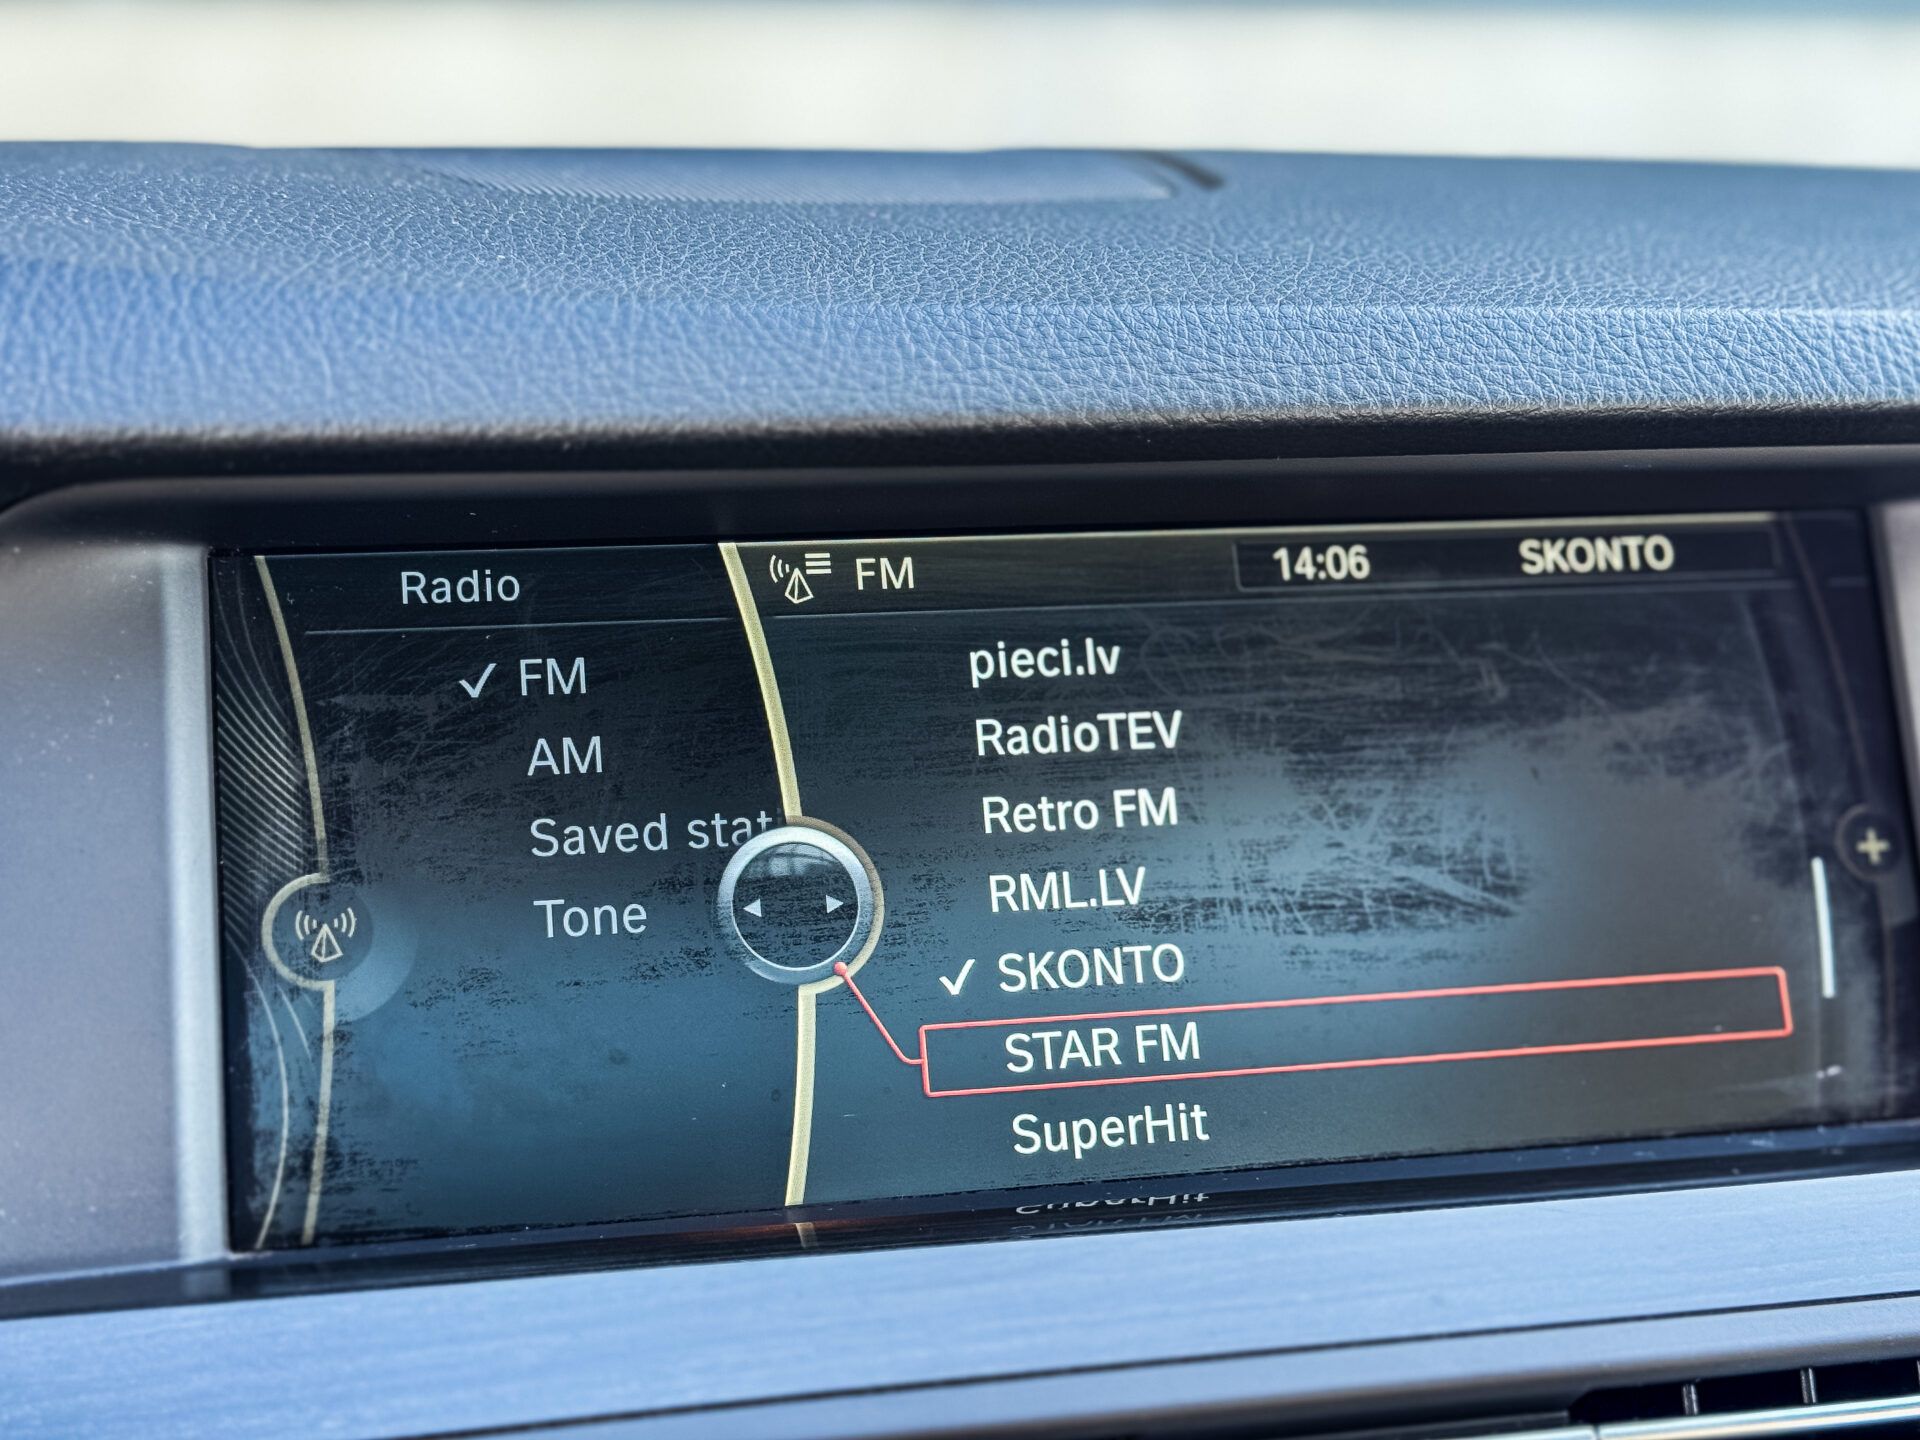 Radio
FM
14:06
SKONTO
✓ FM
AM
Saved stat
Tone
pieci.lv
RadioTEV
Retro FM
RML.LV
✓ SKONTO
STAR FM
SuperHit